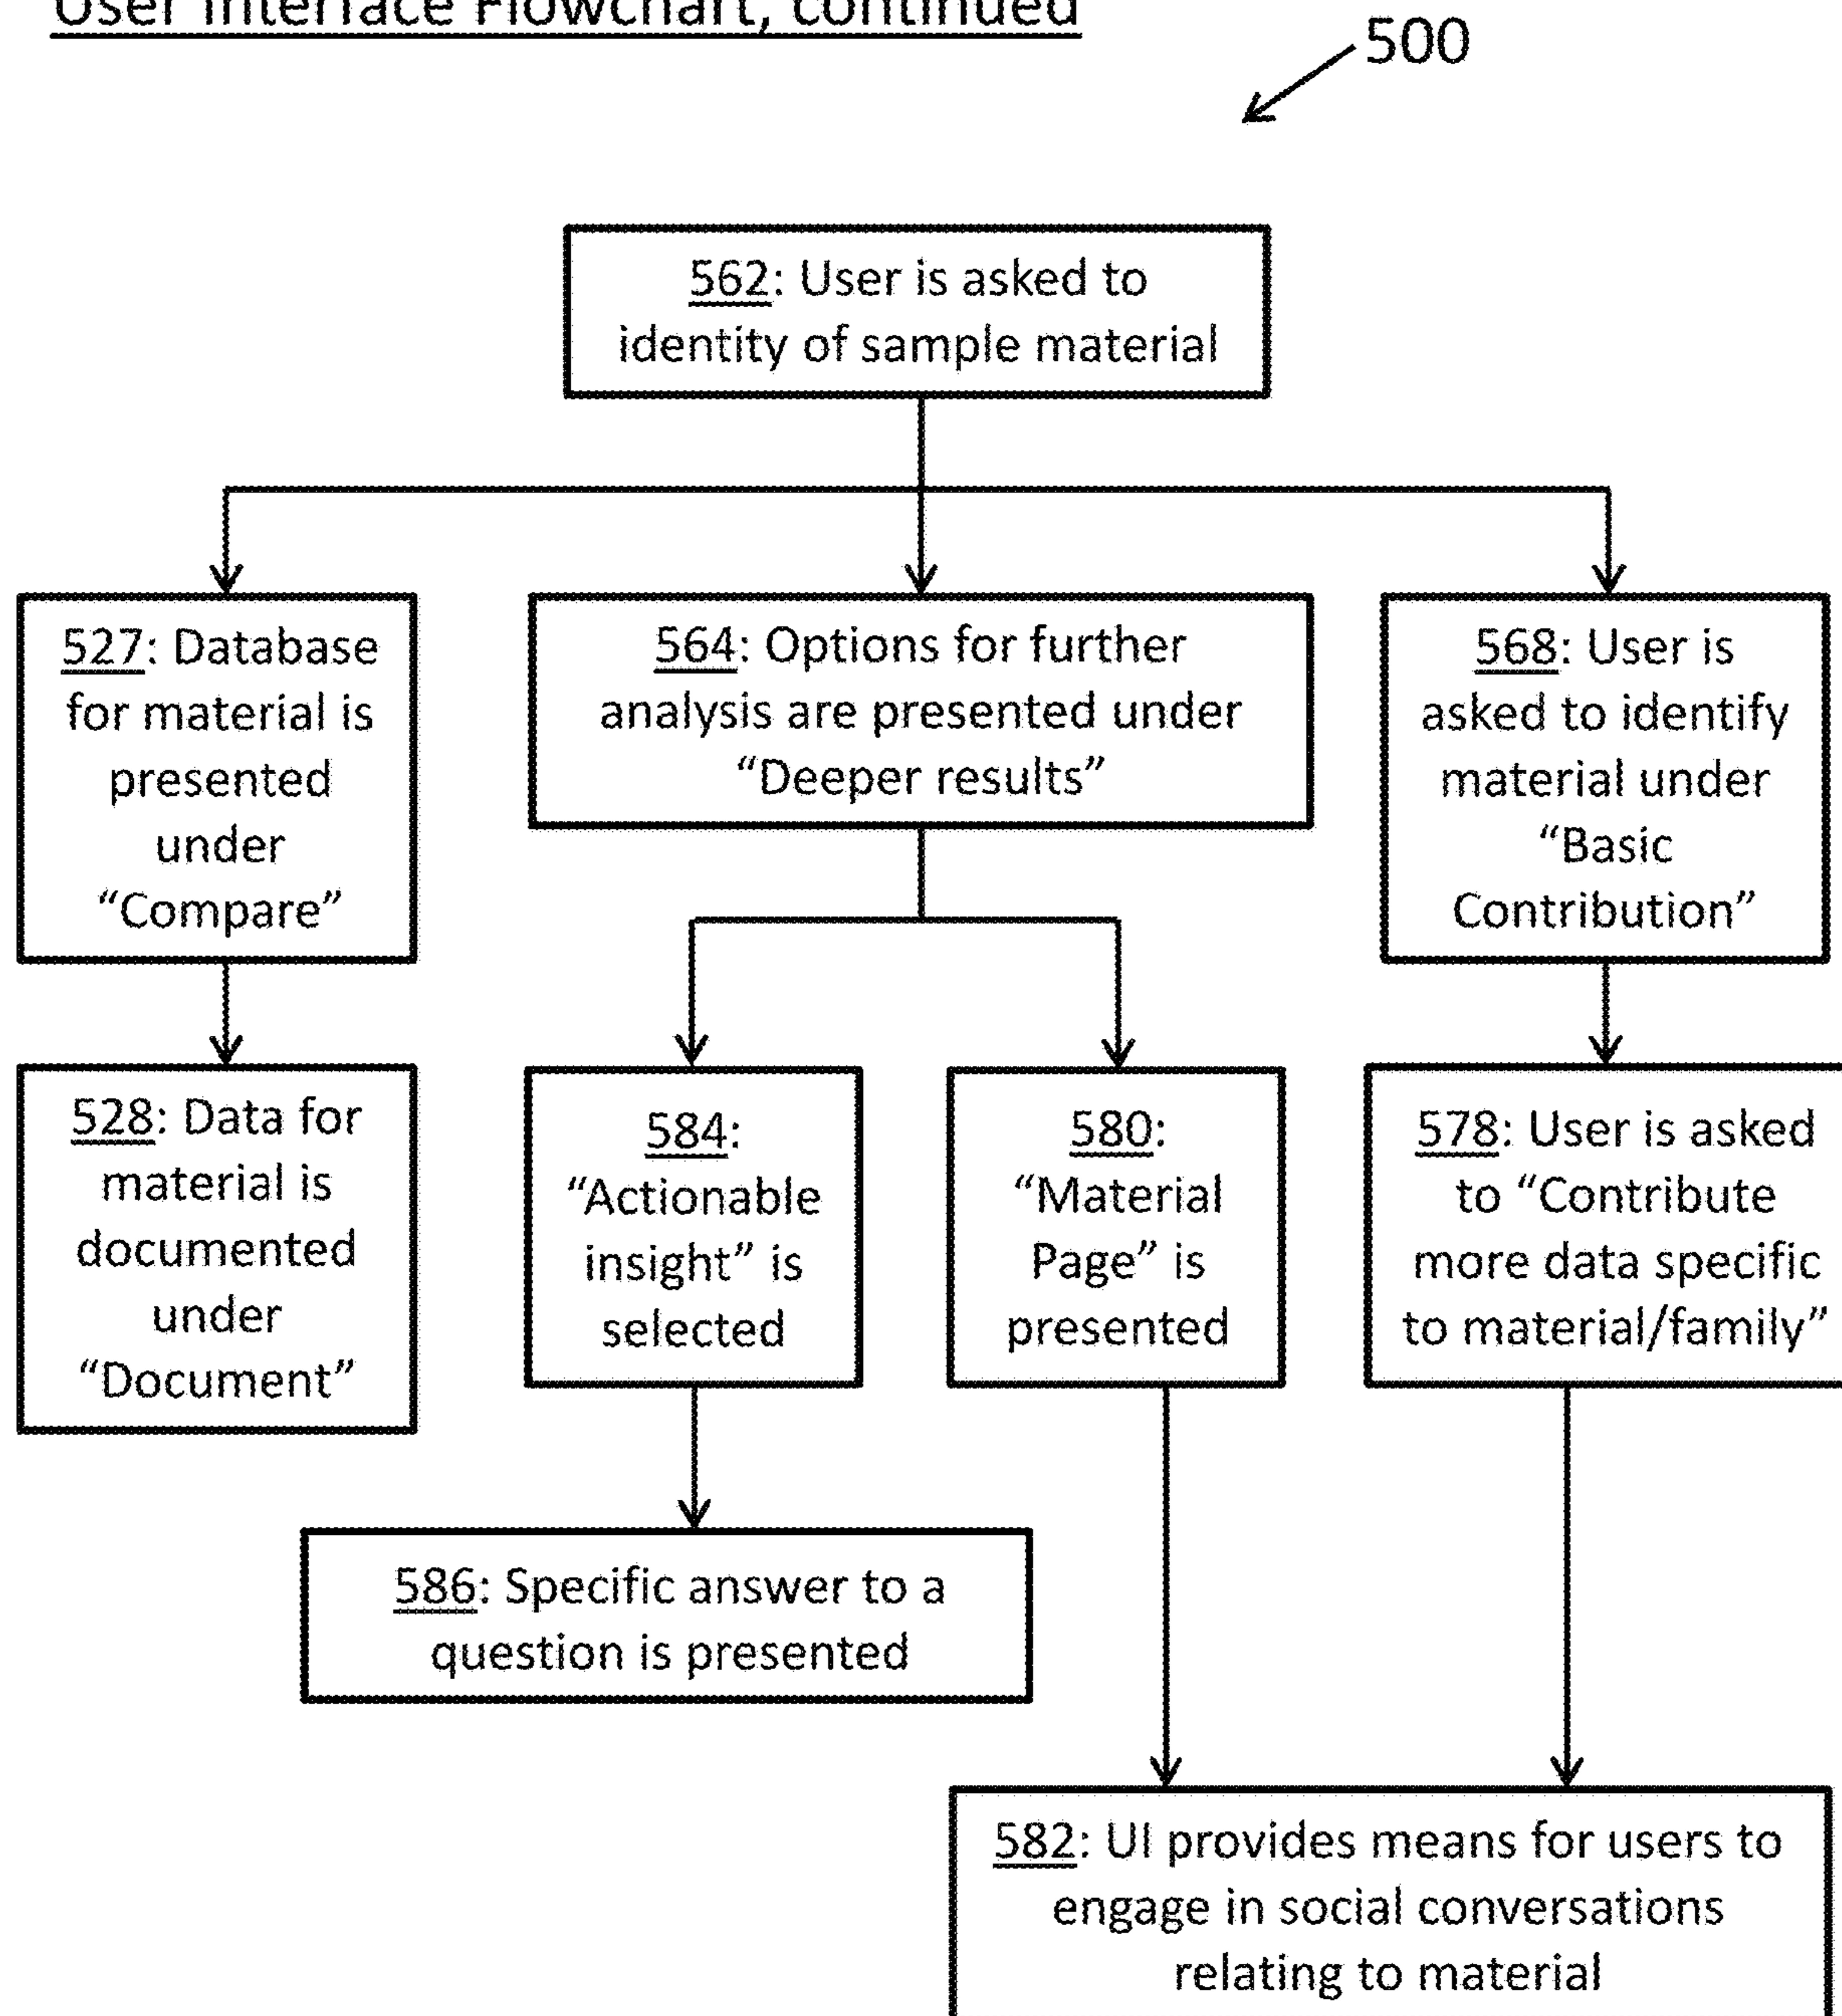 User Interface Flowchart, continued
500
562: User is asked to
identity of sample material
527: Database
for material is
presented
under
“Compare”
564: Options for further
analysis are presented under
“Deeper results”
568: User is
asked to identify
material under
“Basic
Contribution”
528: Data for
material is
documented
under
“Document”
584:
“Actionable
insight” is
selected
580:
“Material
Page” is
presented
578: User is asked
to “Contribute
more data specific
to material/family”
586: Specific answer to a
question is presented
582: UI provides means for users to
engage in social conversations
relating to material